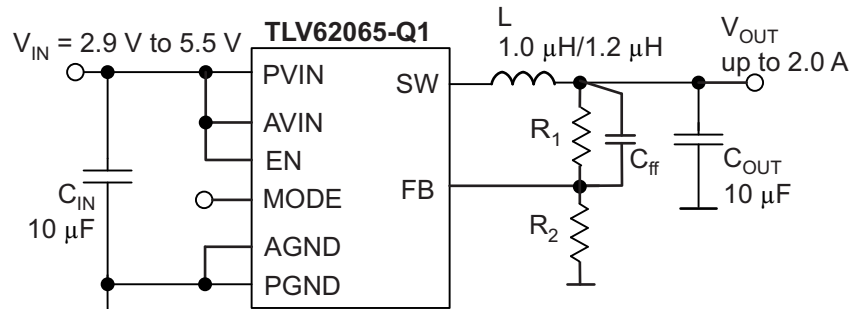 TLV62065-Q1
V_IN = 2.9 V to 5.5 V
L
1.0 μH/1.2 μH
V_OUT
up to 2.0 A
PVIN
SW
AVIN
EN
R_1
C_ff
C_IN
10 μF
MODE
FB
C_OUT
10 μF
AGND
R_2
PGND